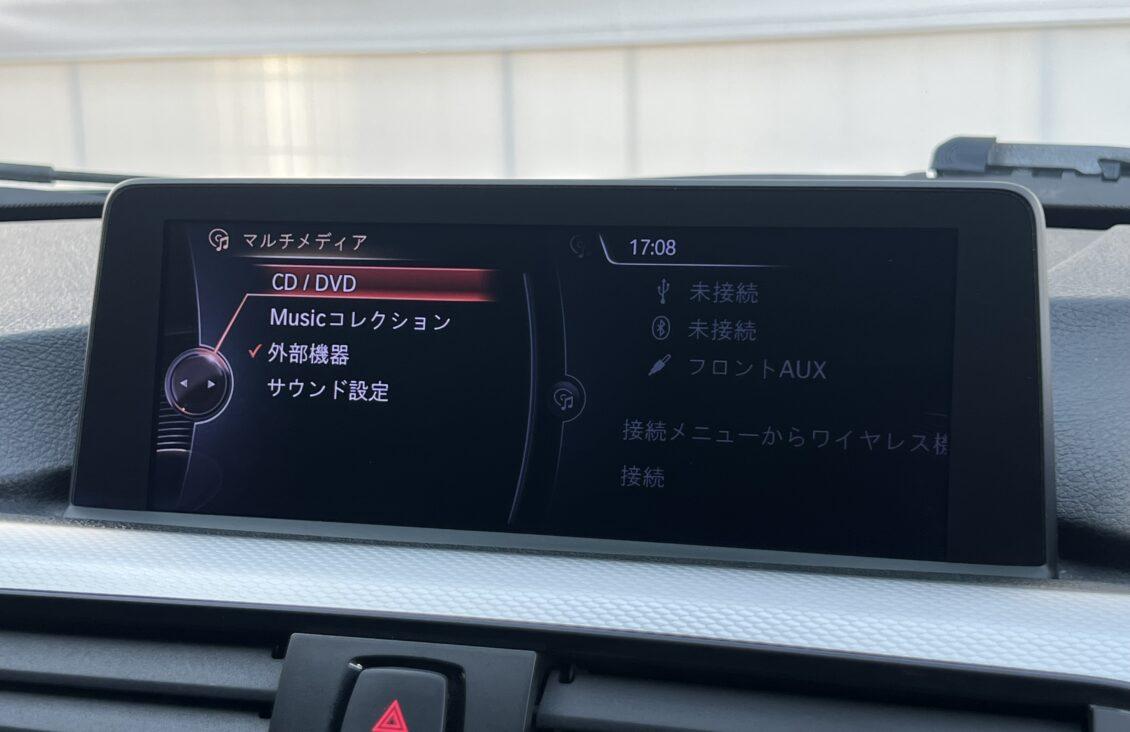 マルチメディア
CD / DVD
Musicコレクション
外部機器
サウンド設定
17:08
未接続
未接続
フロントAUX
接続メニューからワイヤレス機
接続